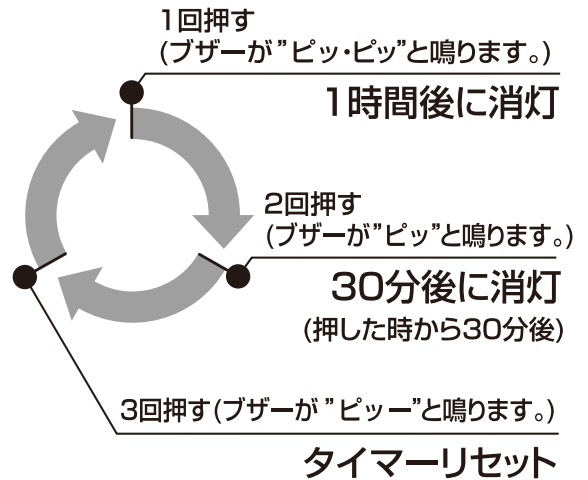 1回押す
(ブザーが”ピッ・ピッ”と鳴ります。)
1時間後に消灯
2回押す
(ブザーが”ピッ”と鳴ります。)
30分後に消灯
(押した時から30分後)
3回押す(ブザーが”ピッー”と鳴ります。)
タイマーリセット